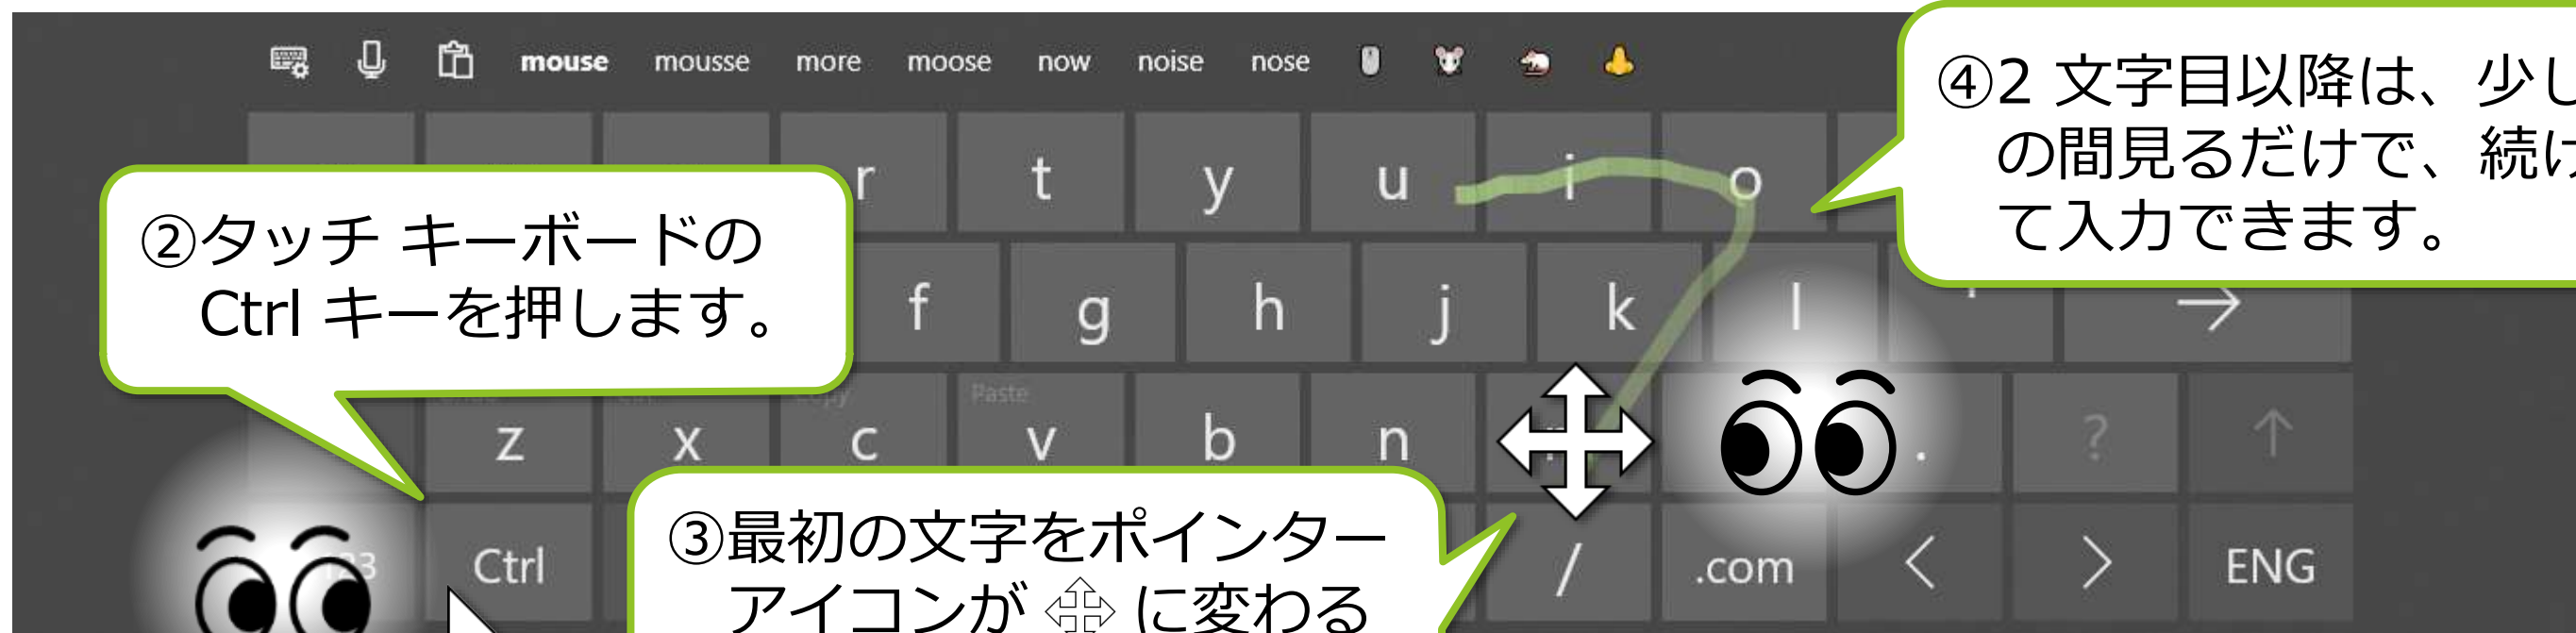 mouse mousse more moose now noise nose
④2 文字目以降は、少し
の間見るだけで、続け
て入力できます。
r t y u i o
②タッチ キーボードの
Ctrl キーを押します。
f g h j k l
Paste
z x c v b n . ?
③最初の文字をポインター
アイコンが に変わる
123 Ctrl / .com < > ENG